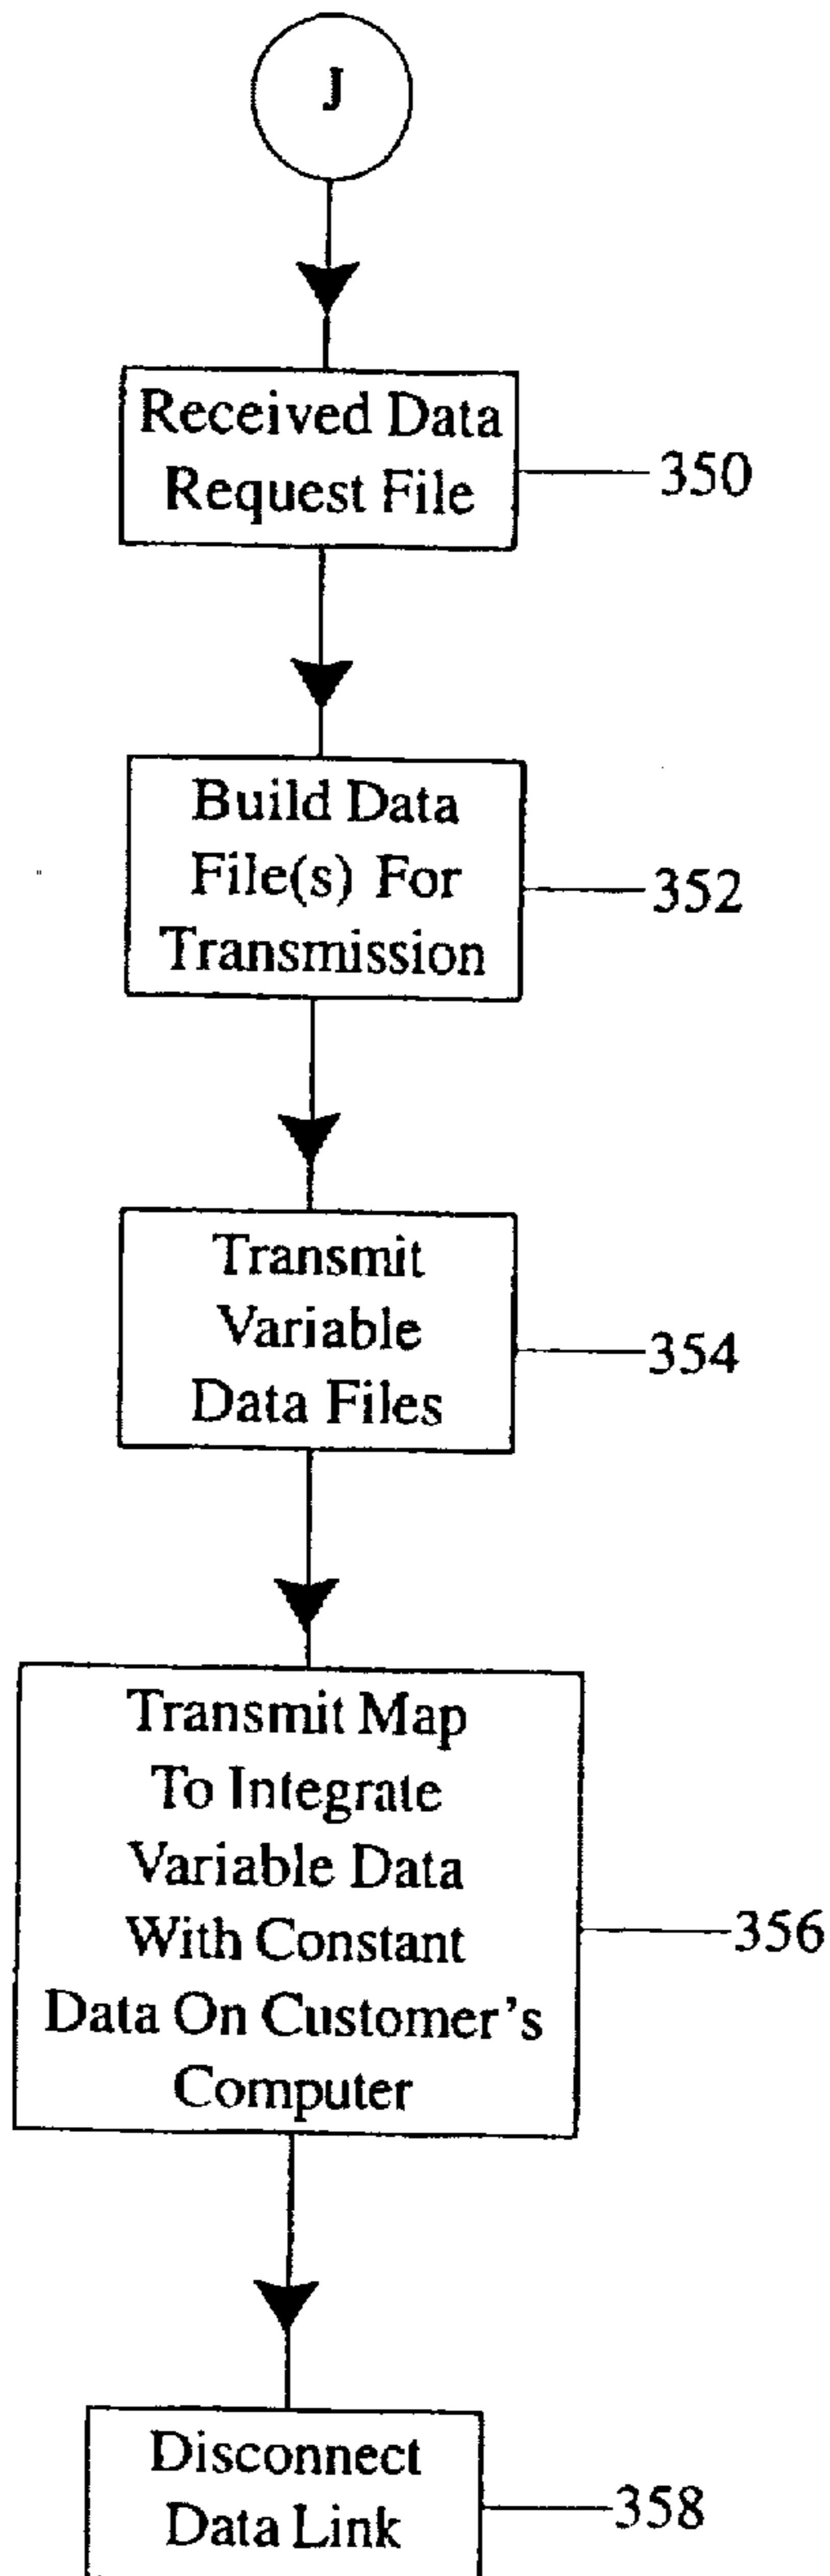 J
Received Data
Request File
350
Build Data
File(s) For
Transmission
352
Transmit
Variable
Data Files
354
Transmit Map
To Integrate
Variable Data
With Constant
Data On Customer's
Computer
356
Disconnect
Data Link
358